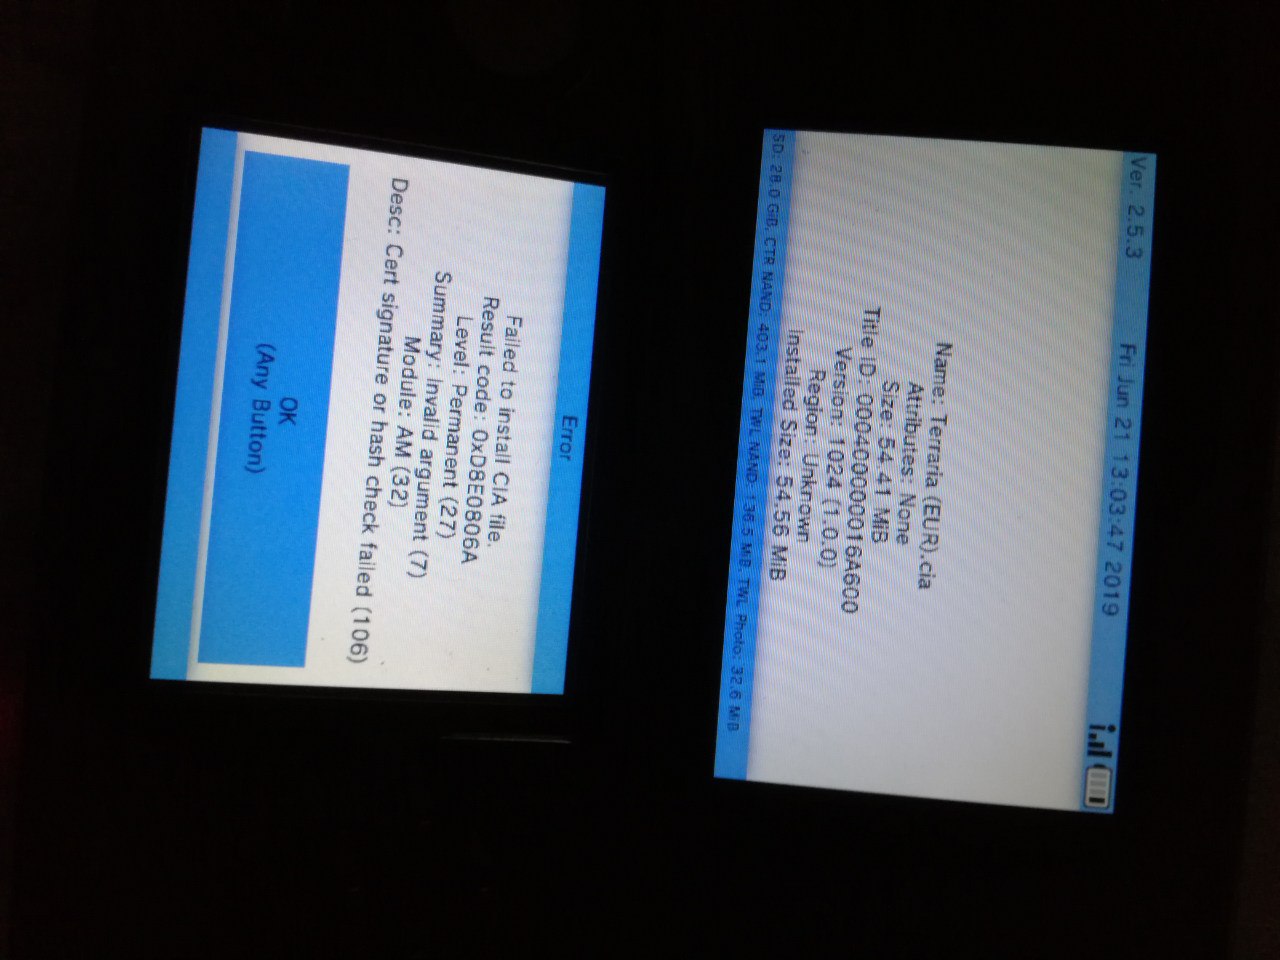 Ver. 2.5.3 Fri Jun 21 13:03:47 2019
Name: Terraria (EUR).cia
Attributes: None
Size: 54.41 MiB
Title ID: 000400000016A600
Version: 1024 (1.0.0)
Region: Unknown
Installed Size: 54.56 MiB
SD: 28.0 GiB, CTR NAND: 403.1 MiB, TWL NAND: 136.5 MiB, TWL Photo: 32.6 MiB
Error
Failed to install CIA file.
Result code: 0xD8E0806A
Level: Permanent (27)
Summary: Invalid argument (7)
Module: AM (32)
Desc: Cert signature or hash check failed (106)
OK
(Any Button)